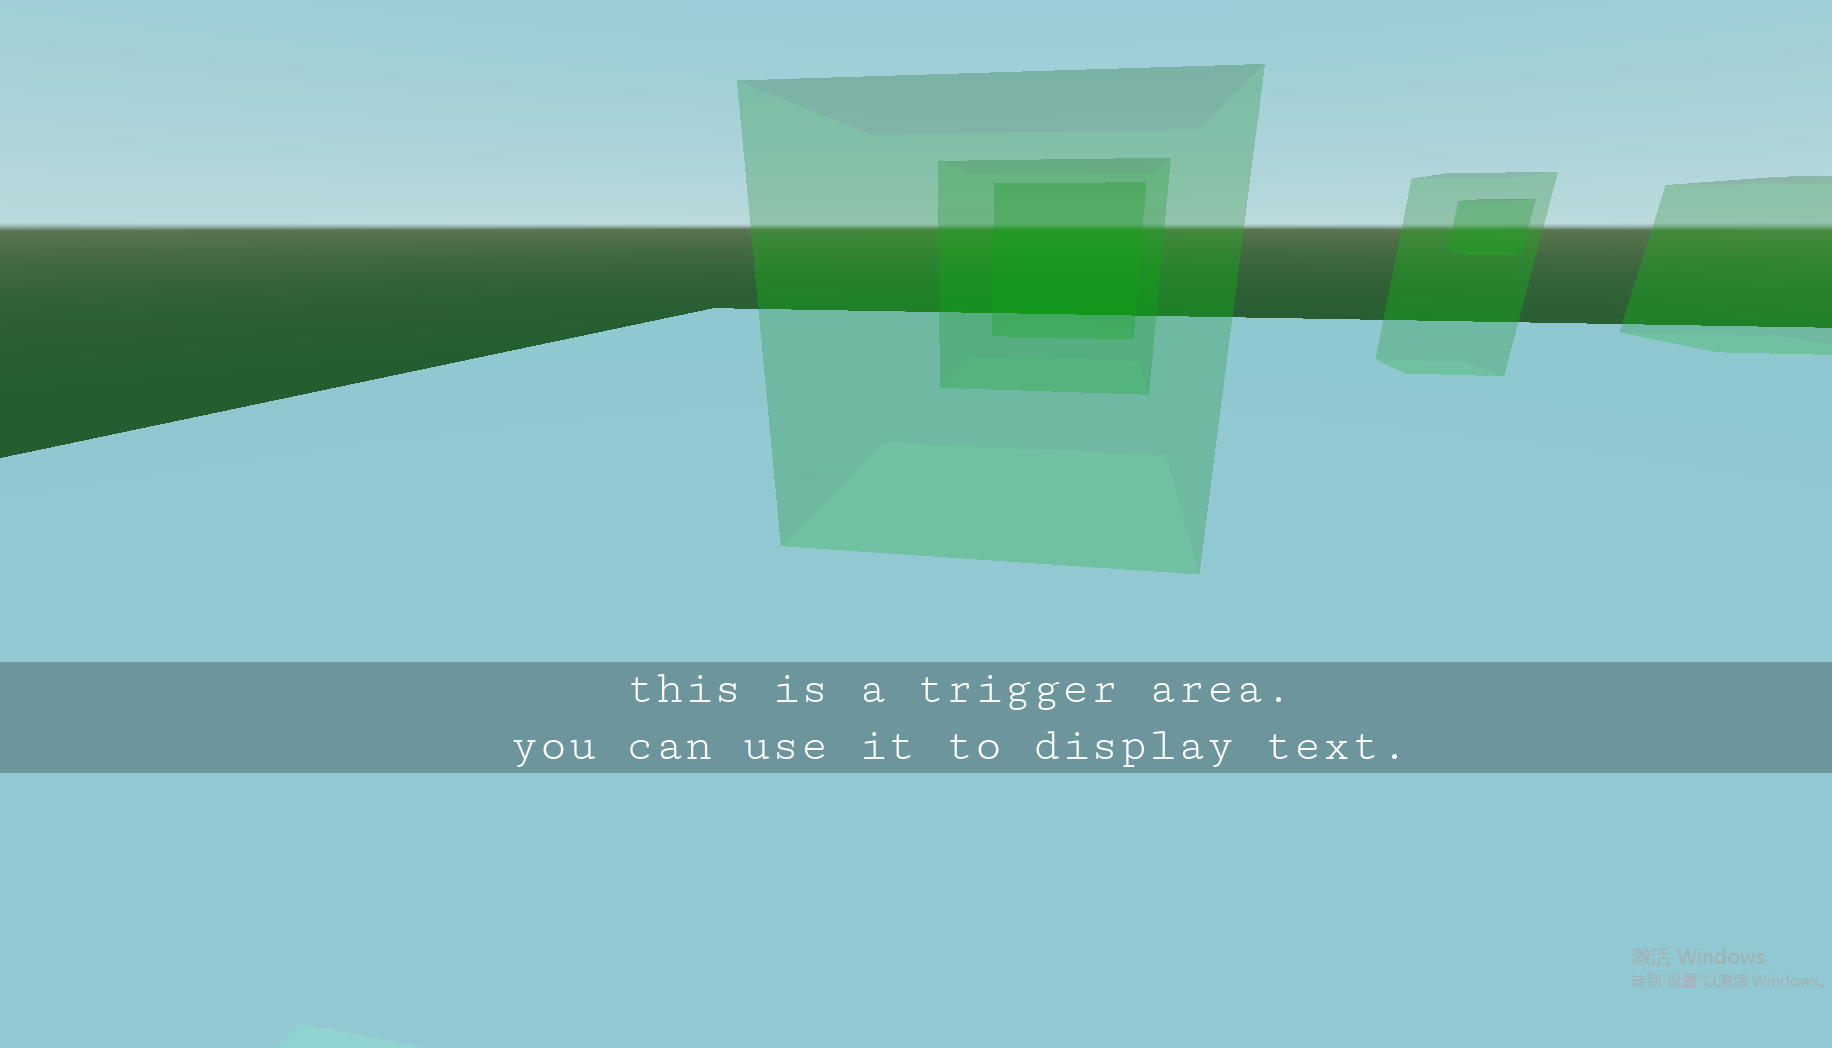 this is a trigger area.
you can use it to display text.
激活 Windows
转到"设置"以激活 Windows。